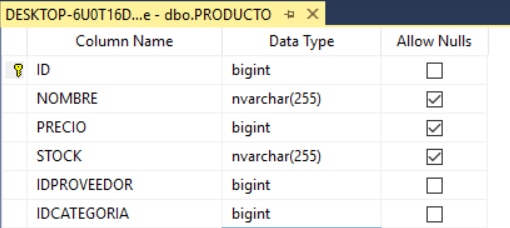 DESKTOP-6U0T16D...e - dbo.PRODUCTO
Column Name Data Type Allow Nulls
ID bigint
NOMBRE nvarchar(255)
PRECIO bigint
STOCK nvarchar(255)
IDPROVEEDOR bigint
IDCATEGORIA bigint